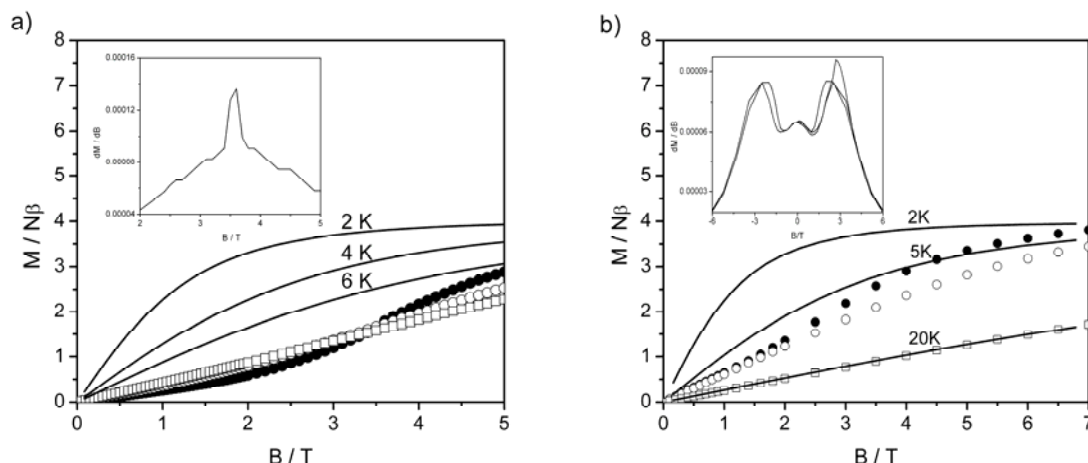 a)
8
7
6
5
4
3
2
1
0
M / Nβ
0 1 2 3 4 5
B / T
2 K
4 K
6 K
0.00016
0.00012
0.00008
0.00004
dM / dB
2 3 4 5
B / T
b)
8
7
6
5
4
3
2
1
0
M / Nβ
0 1 2 3 4 5 6 7
B / T
2K
5K
20K
0.00009
0.00006
0.00003
dM / dB
-6 -3 0 3 6
B/T